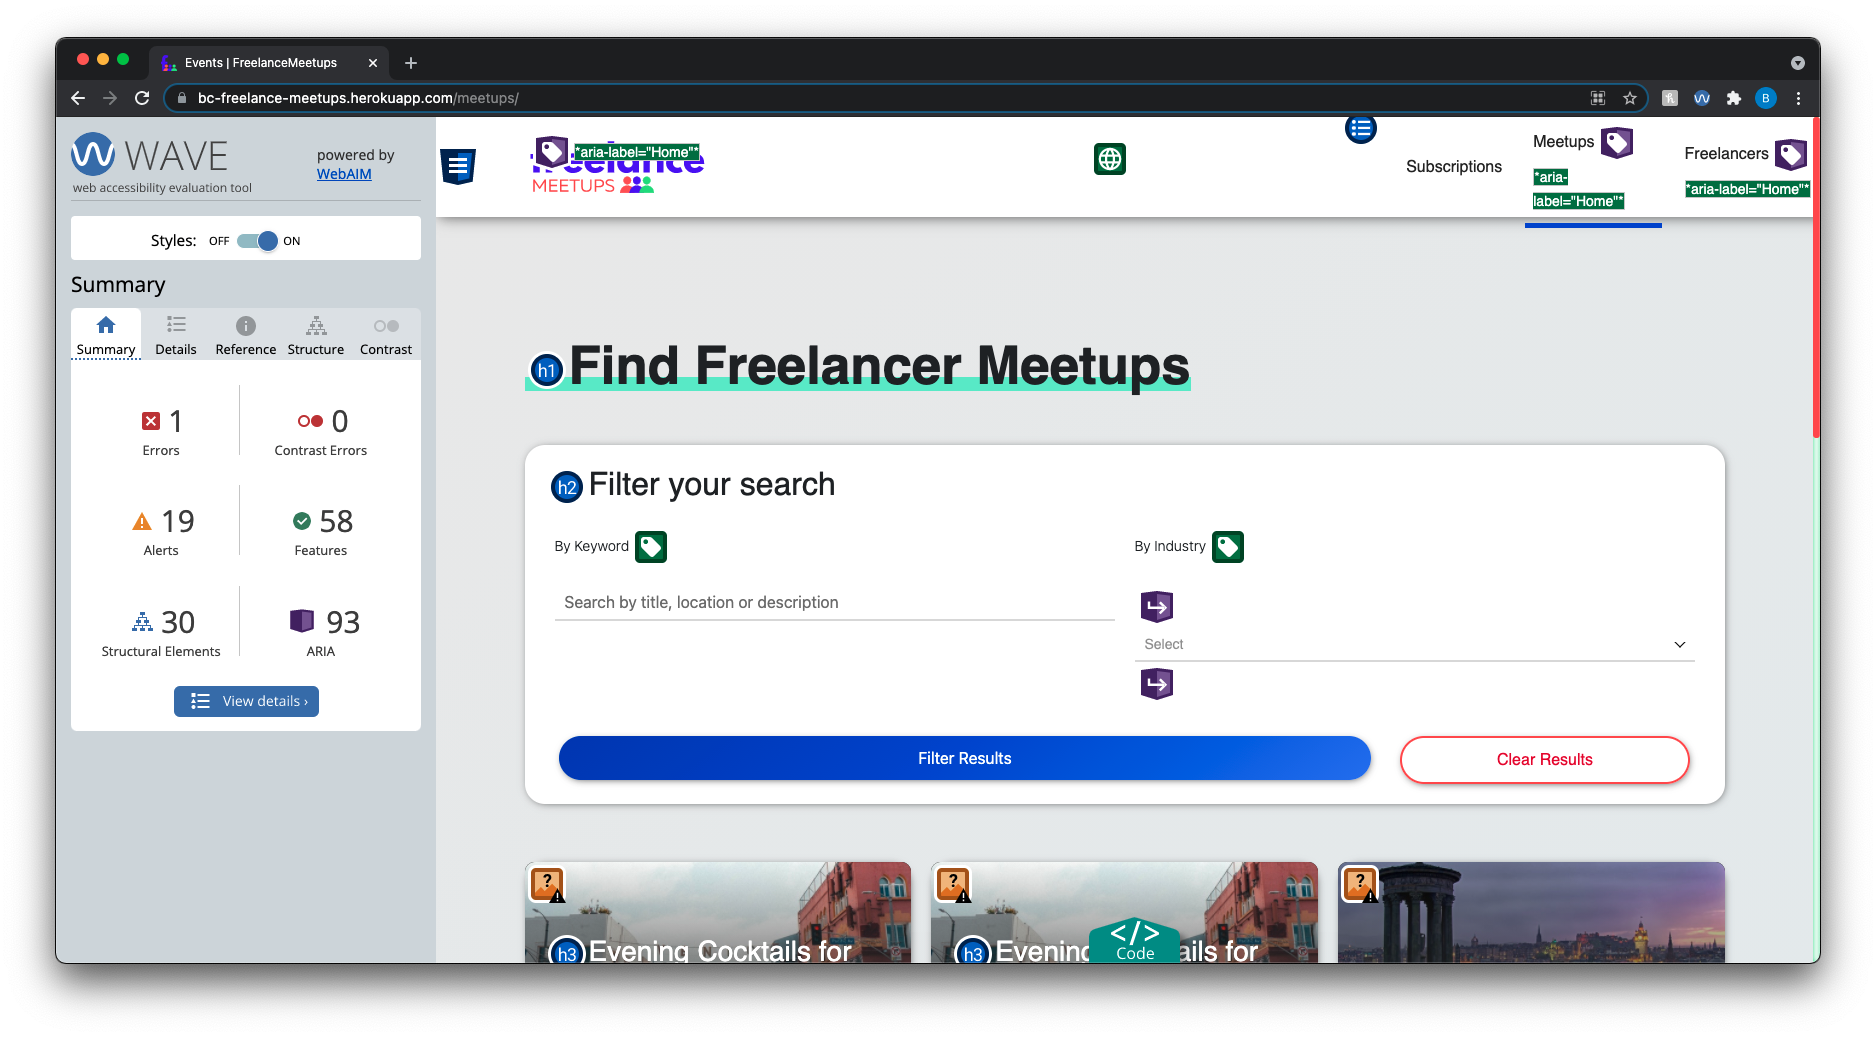 Events | FreelanceMeetups
bc-freelance-meetups.herokuapp.com/meetups/
B
WAVE
web accessibility evaluation tool
powered by
WebAIM
Styles: OFF ON
Summary
Summary Details Reference Structure Contrast
1
Errors
0
Contrast Errors
19
Alerts
58
Features
30
Structural Elements
93
ARIA
View details ›
*aria-label="Home"*
freelance
MEETUPS
Subscriptions
Meetups
*aria-
label="Home"*
Freelancers
*aria-label="Home"*
h1 Find Freelancer Meetups
h2 Filter your search
By Keyword
Search by title, location or description
By Industry
Select
Filter Results
Clear Results
?
h3 Evening Cocktails for
?
h3 Evening
ails for
?
</>
Code